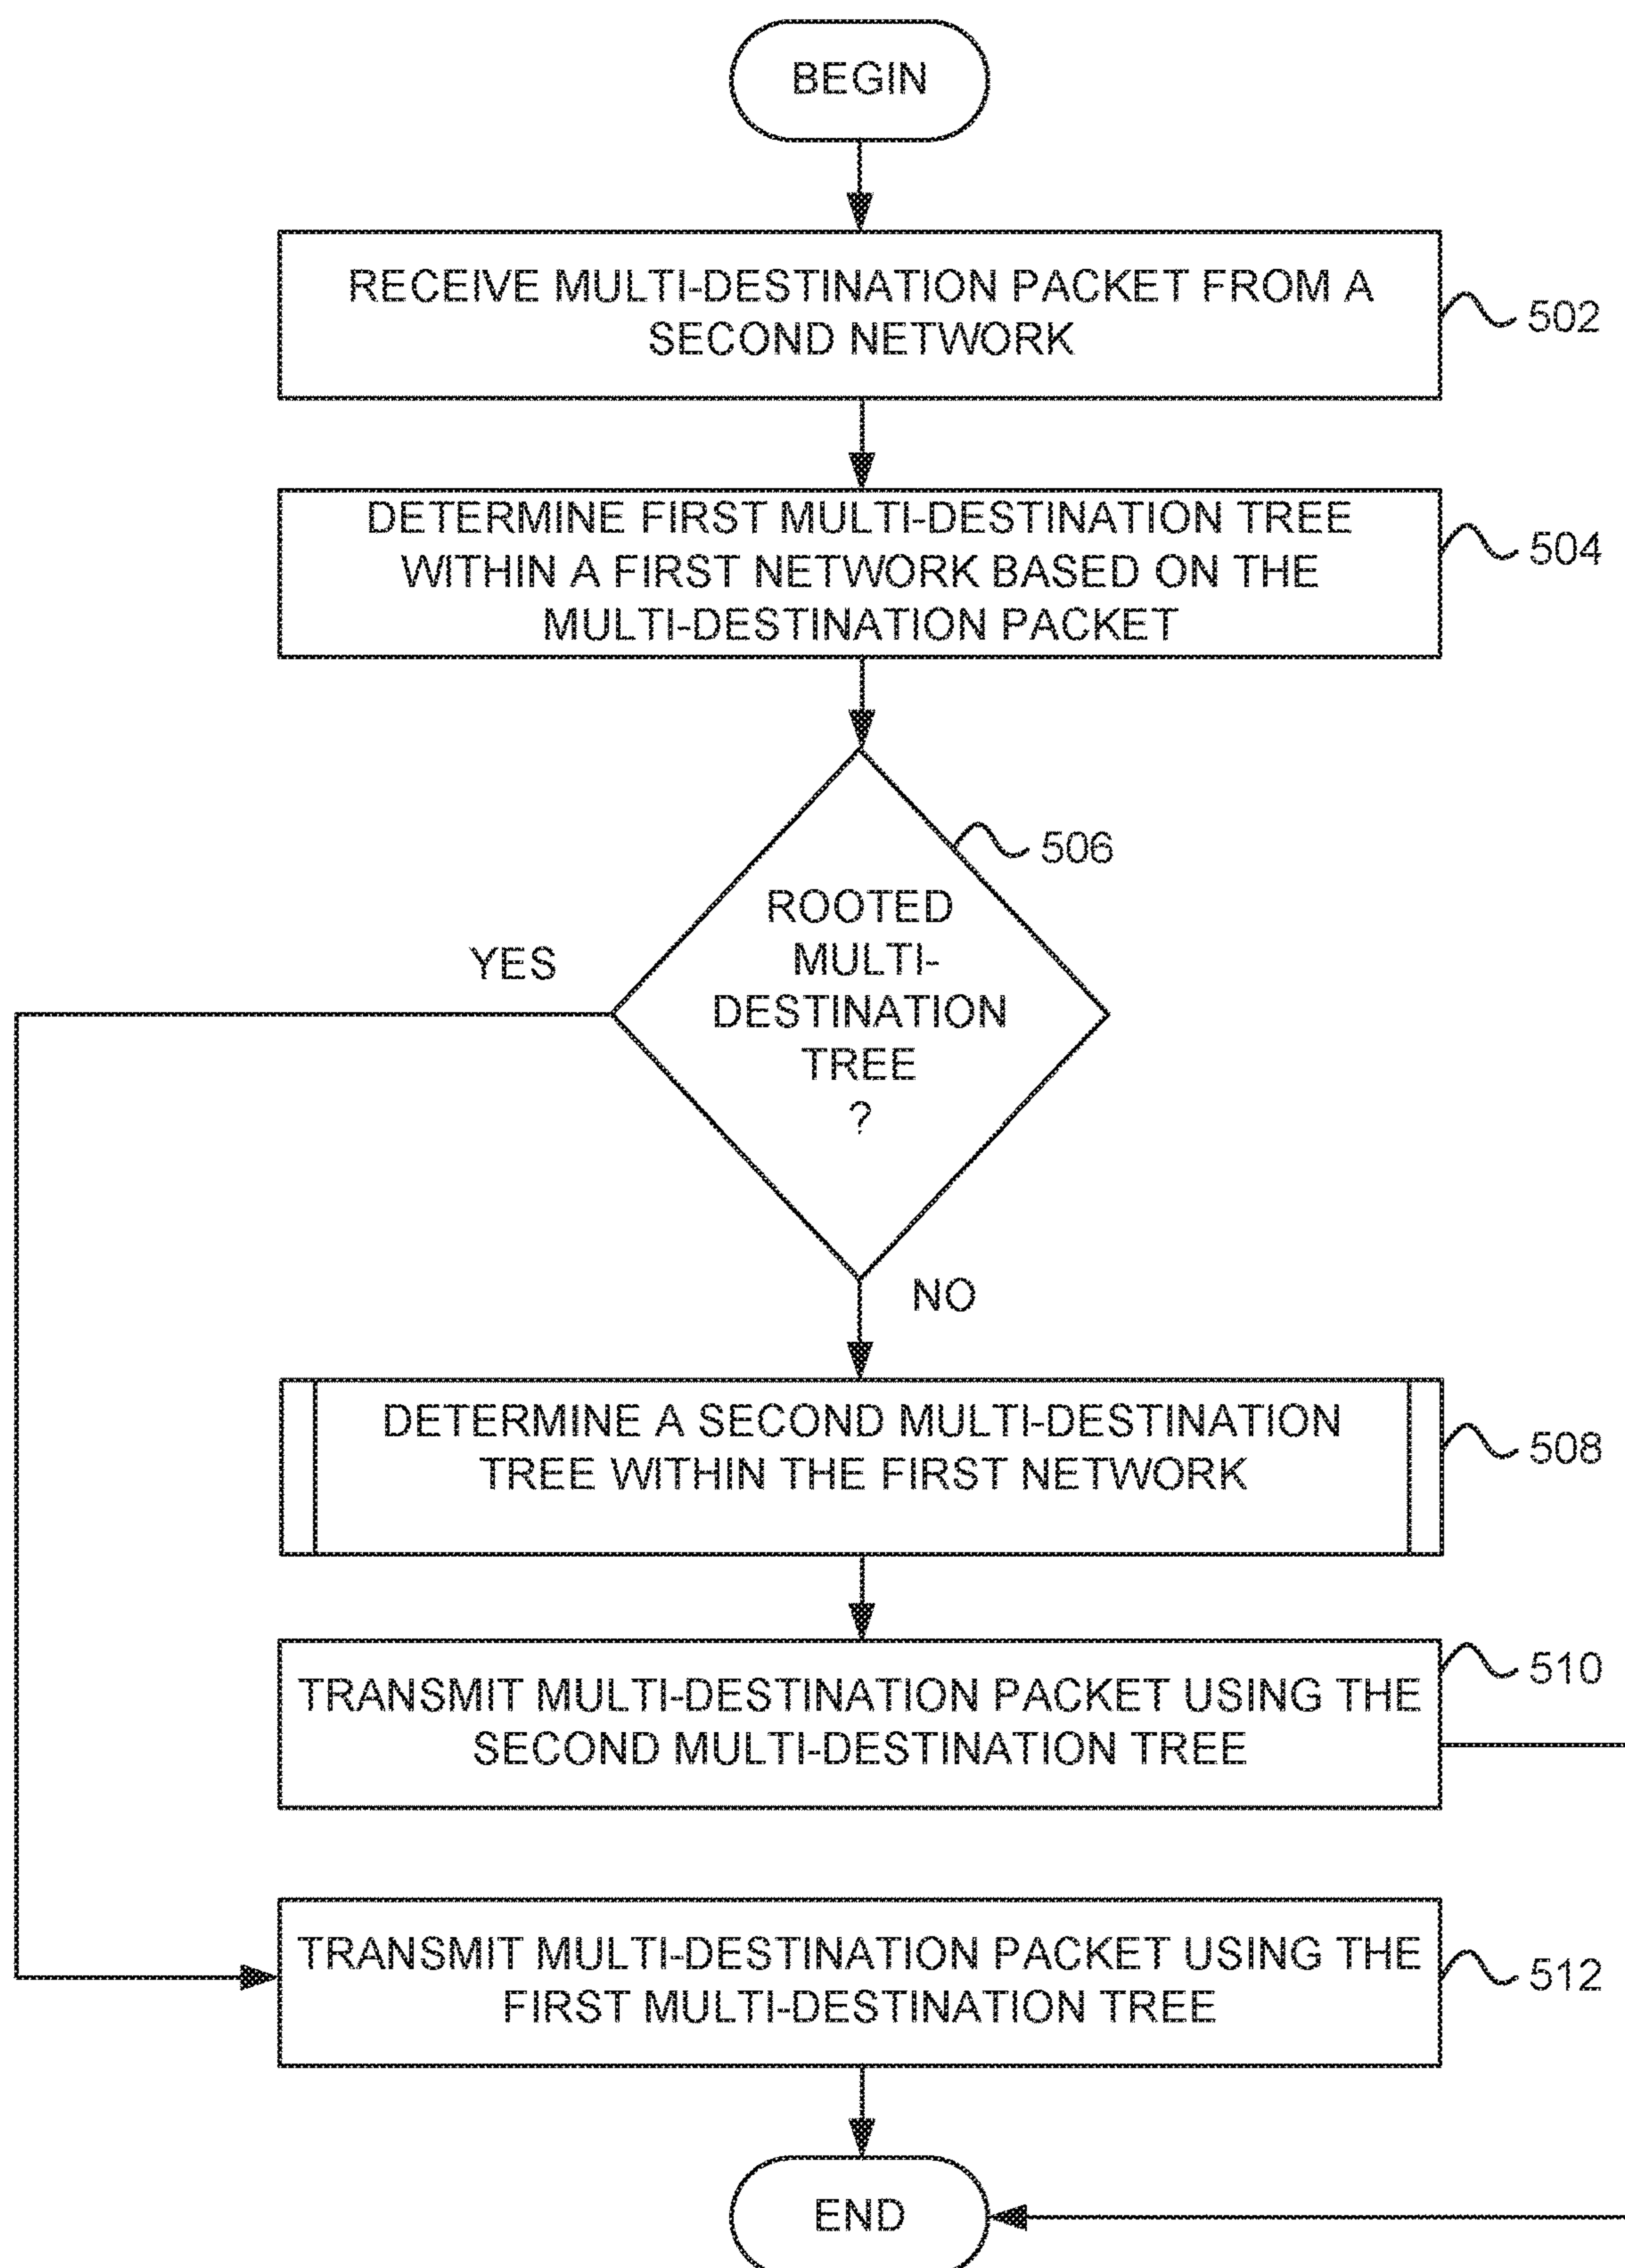 BEGIN
RECEIVE MULTI-DESTINATION PACKET FROM A
SECOND NETWORK
502
DETERMINE FIRST MULTI-DESTINATION TREE
WITHIN A FIRST NETWORK BASED ON THE
MULTI-DESTINATION PACKET
504
506
ROOTED
MULTI-
DESTINATION
TREE
?
YES
NO
DETERMINE A SECOND MULTI-DESTINATION
TREE WITHIN THE FIRST NETWORK
508
TRANSMIT MULTI-DESTINATION PACKET USING THE
SECOND MULTI-DESTINATION TREE
510
TRANSMIT MULTI-DESTINATION PACKET USING THE
FIRST MULTI-DESTINATION TREE
512
END